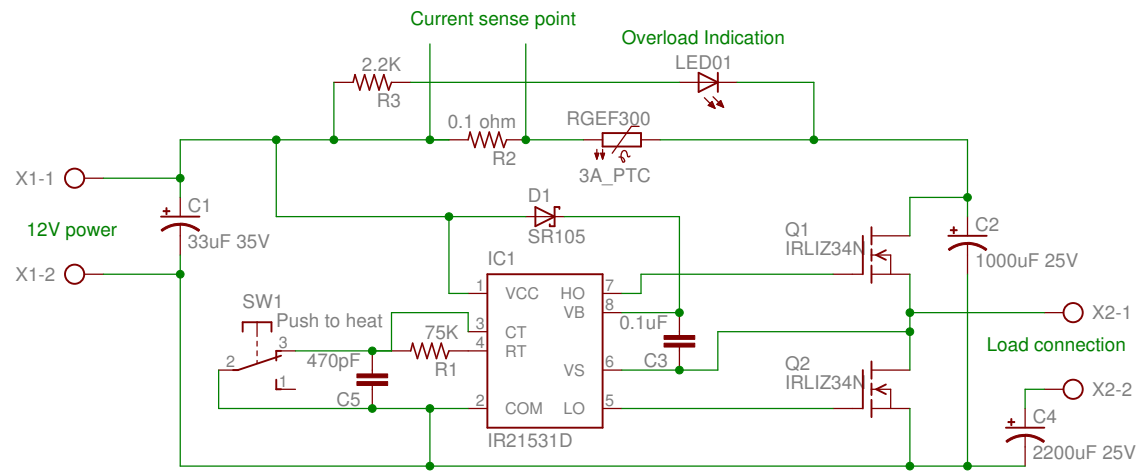 Current sense point
Overload Indication
2.2K
LED01
R3
0.1 ohm
RGEF300
R2
3A_PTC
X1-1
C1
33uF 35V
12V power
X1-2
D1
SR105
Q1
IRLIZ34N
C2
1000uF 25V
IC1
1
VCC
HO
7
VB
8
SW1
Push to heat
3
CT
0.1uF
X2-1
75K
3
4
RT
2
470pF
R1
C3
VS
6
Load connection
Q2
IRLIZ34N
1
C5
2
COM
LO
5
X2-2
C4
IR21531D
2200uF 25V